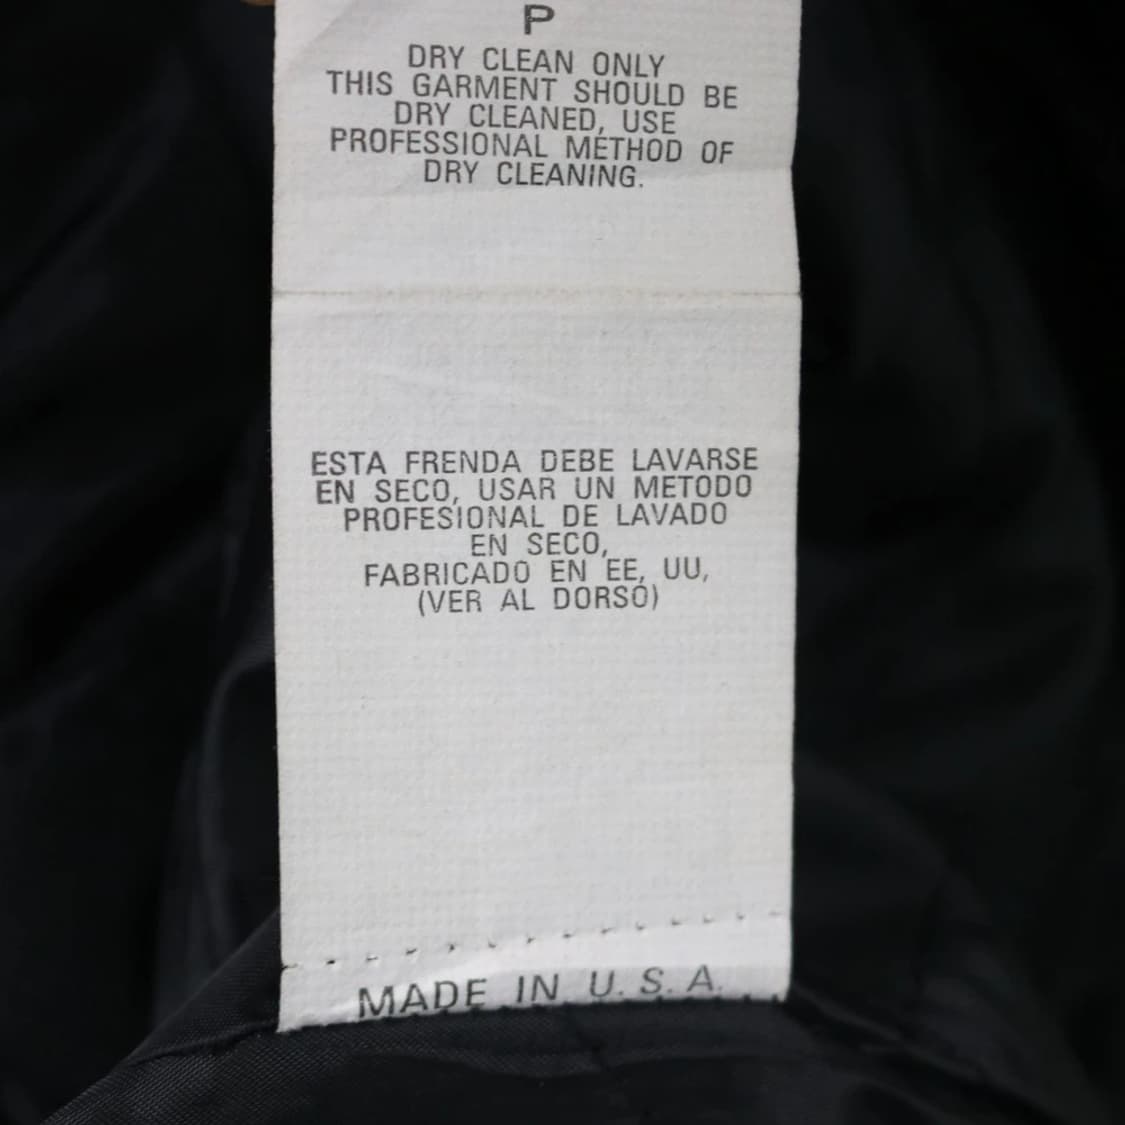 P
DRY CLEAN ONLY
THIS GARMENT SHOULD BE
DRY CLEANED, USE
PROFESSIONAL METHOD OF
DRY CLEANING.
ESTA FRENDA DEBE LAVARSE
EN SECO, USAR UN METODO
PROFESIONAL DE LAVADO
EN SECO,
FABRICADO EN EE, UU,
(VER AL DORSO)
MADE IN U.S.A.